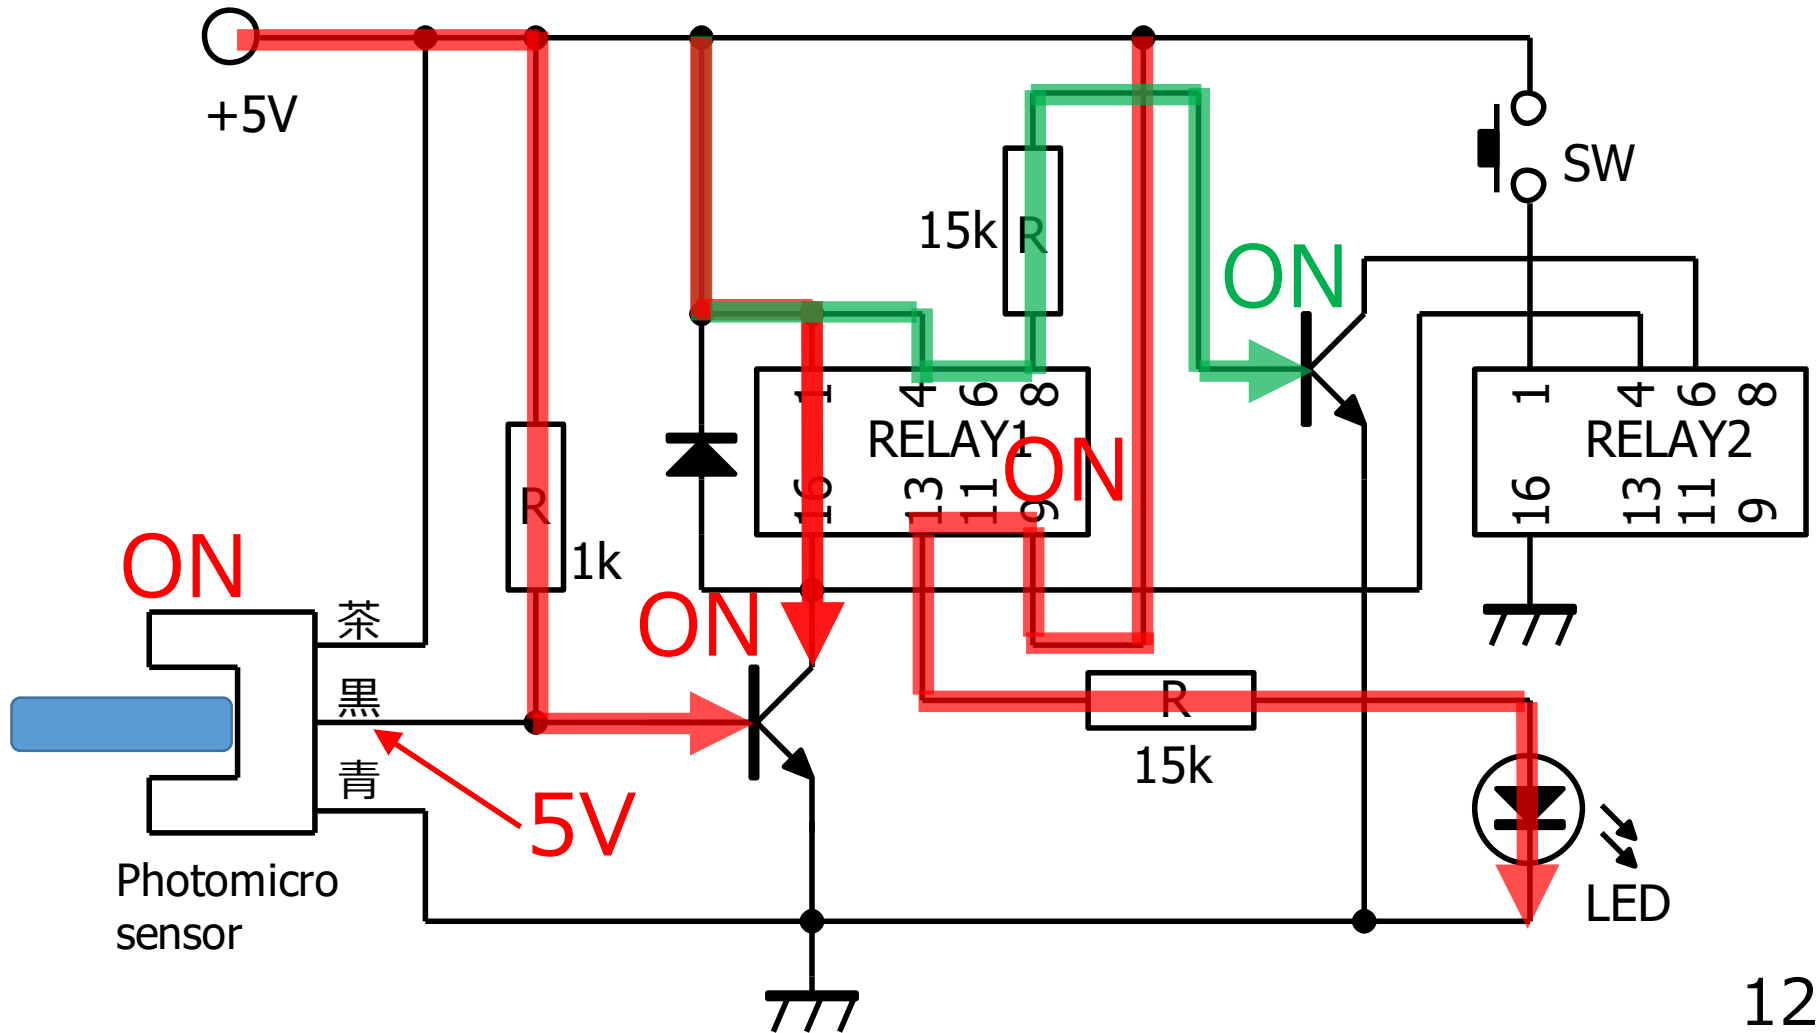 +5V
SW
15k
R
ON
1 4 6 8
RELAY1
ON
16 13 11 9
1 4 6 8
RELAY2
16 13 11 9
R
1k
ON
ON
茶
黒
青
5V
R
15k
Photomicro
sensor
LED
12